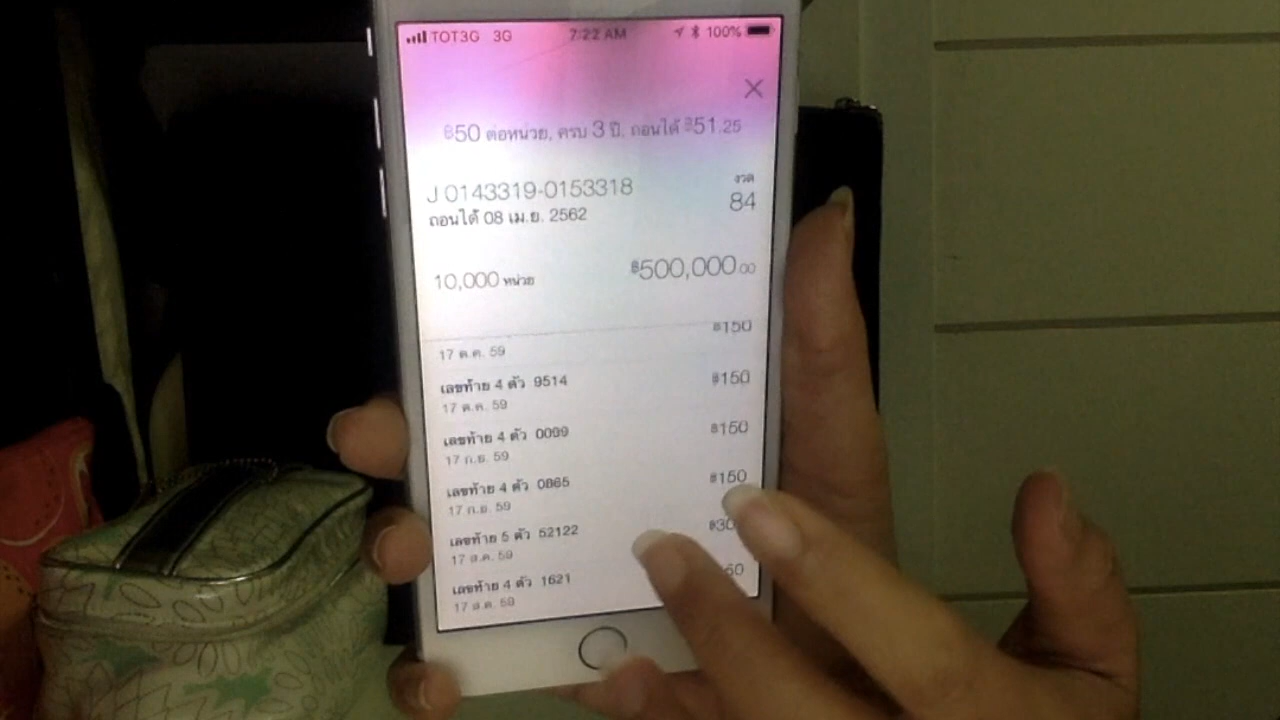 TOT3G 3G 7:22 AM 100%
฿50 ต่อหน่วย, ครบ 3 ปี. ถอนได้ ฿51.25
J 0143319-0153318 งวด
ถอนได้ 08 เม.ย. 2562 84
10,000 หน่วย ฿500,000.00
฿150
17 ต.ค. 59
เลขท้าย 4 ตัว 9514 ฿150
17 ต.ค. 59
เลขท้าย 4 ตัว 0099 ฿150
17 ก.ย. 59
เลขท้าย 4 ตัว 0865 ฿150
17 ก.ย. 59
เลขท้าย 5 ตัว 52122
17 ส.ค. 59
เลขท้าย 4 ตัว 1621
17 ส.ค. 59